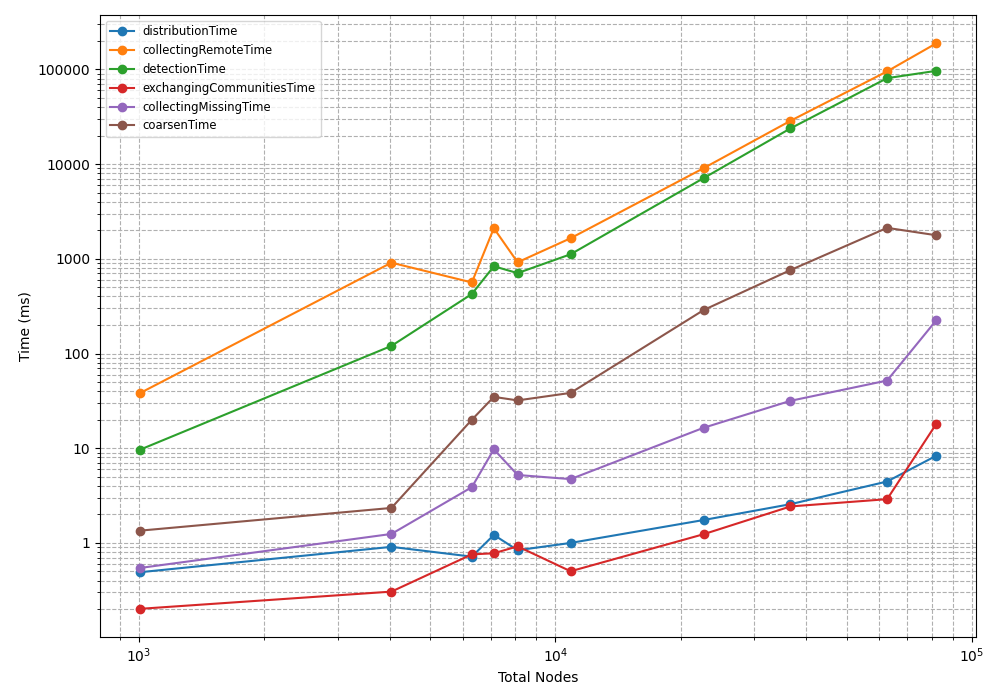 distributionTime
collectingRemoteTime
detectionTime
exchangingCommunitiesTime
collectingMissingTime
coarsenTime
100000
10000
1000
100
10
1
Time (ms)
10³
10⁴
10⁵
Total Nodes